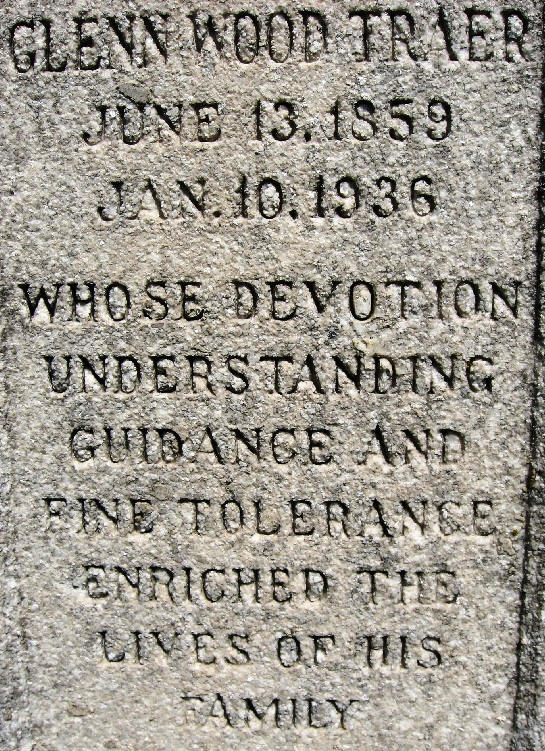 GLENN WOOD TRAER
JUNE 13.1859
JAN.10.1936
WHOSE DEVOTION
UNDERSTANDING
GUIDANCE AND
FINE TOLERANCE
ENRICHED THE
LIVES OF HIS
FAMILY